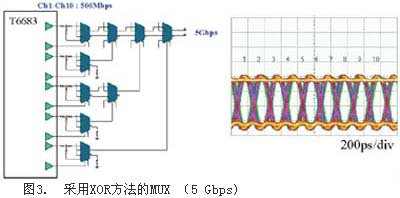 Ch1 Ch10 : 500Mbps
T6683
5Gbps
1 2 3 4 5 6 7 8 9 10
200ps/div
图3. 采用XOR方法的MUX （5 Gbps)